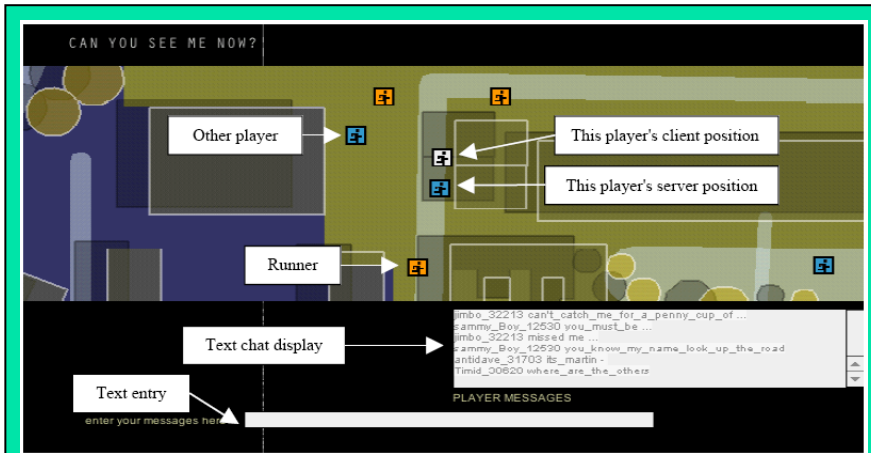 CAN YOU SEE ME NOW?
Other player
This player's client position
This player's server position
Runner
Text chat display
jimbo_32213 can't_catch_me_for_a_penny_cup_of ...
sammy_Boy_12530 you_must_be ...
jimbo_32213 missed me ...
sammy_Boy_12530 you_know_my_name_look_up_the_road
antidave_31703 its_martin -
Timid_30620 where_are_the_others
Text entry
PLAYER MESSAGES
enter your messages here